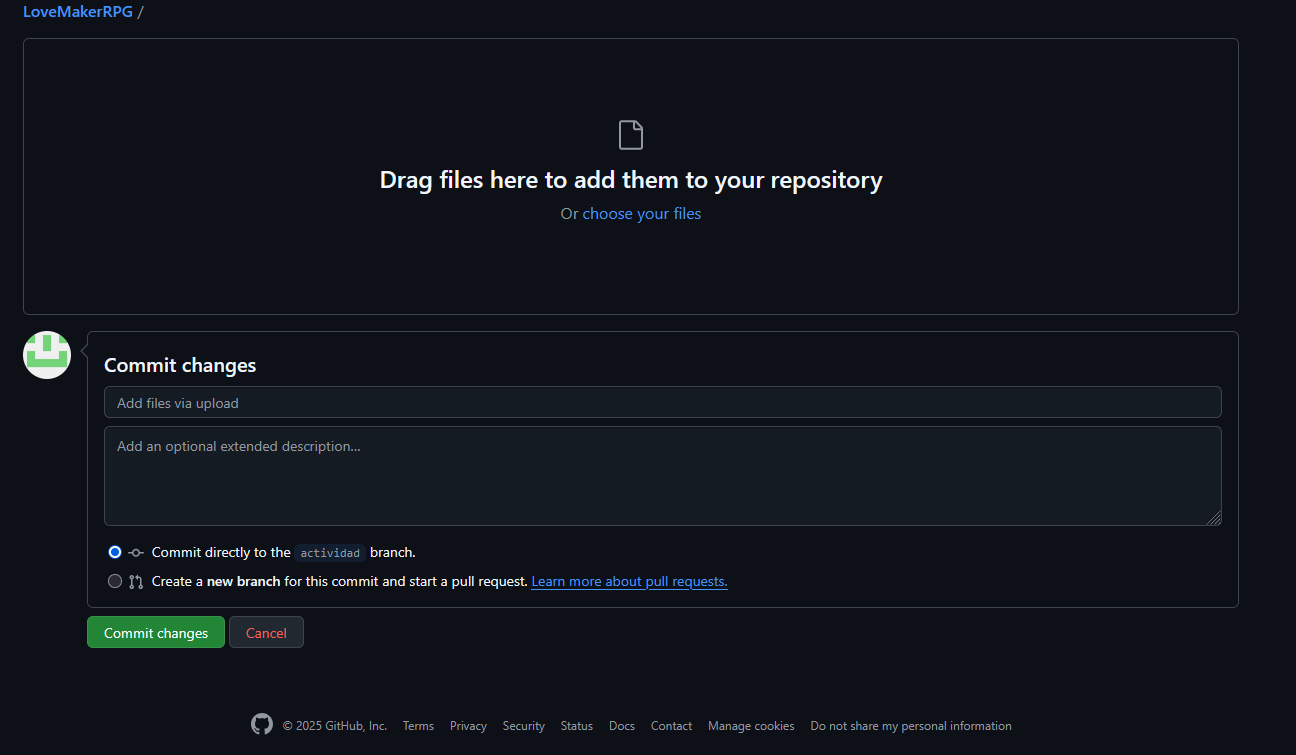 LoveMakerRPG /
Drag files here to add them to your repository
Or choose your files
Commit changes
Add files via upload
Add an optional extended description...
Commit directly to the actividad branch.
Create a new branch for this commit and start a pull request. Learn more about pull requests.
Commit changes Cancel
© 2025 GitHub, Inc. Terms Privacy Security Status Docs Contact Manage cookies Do not share my personal information